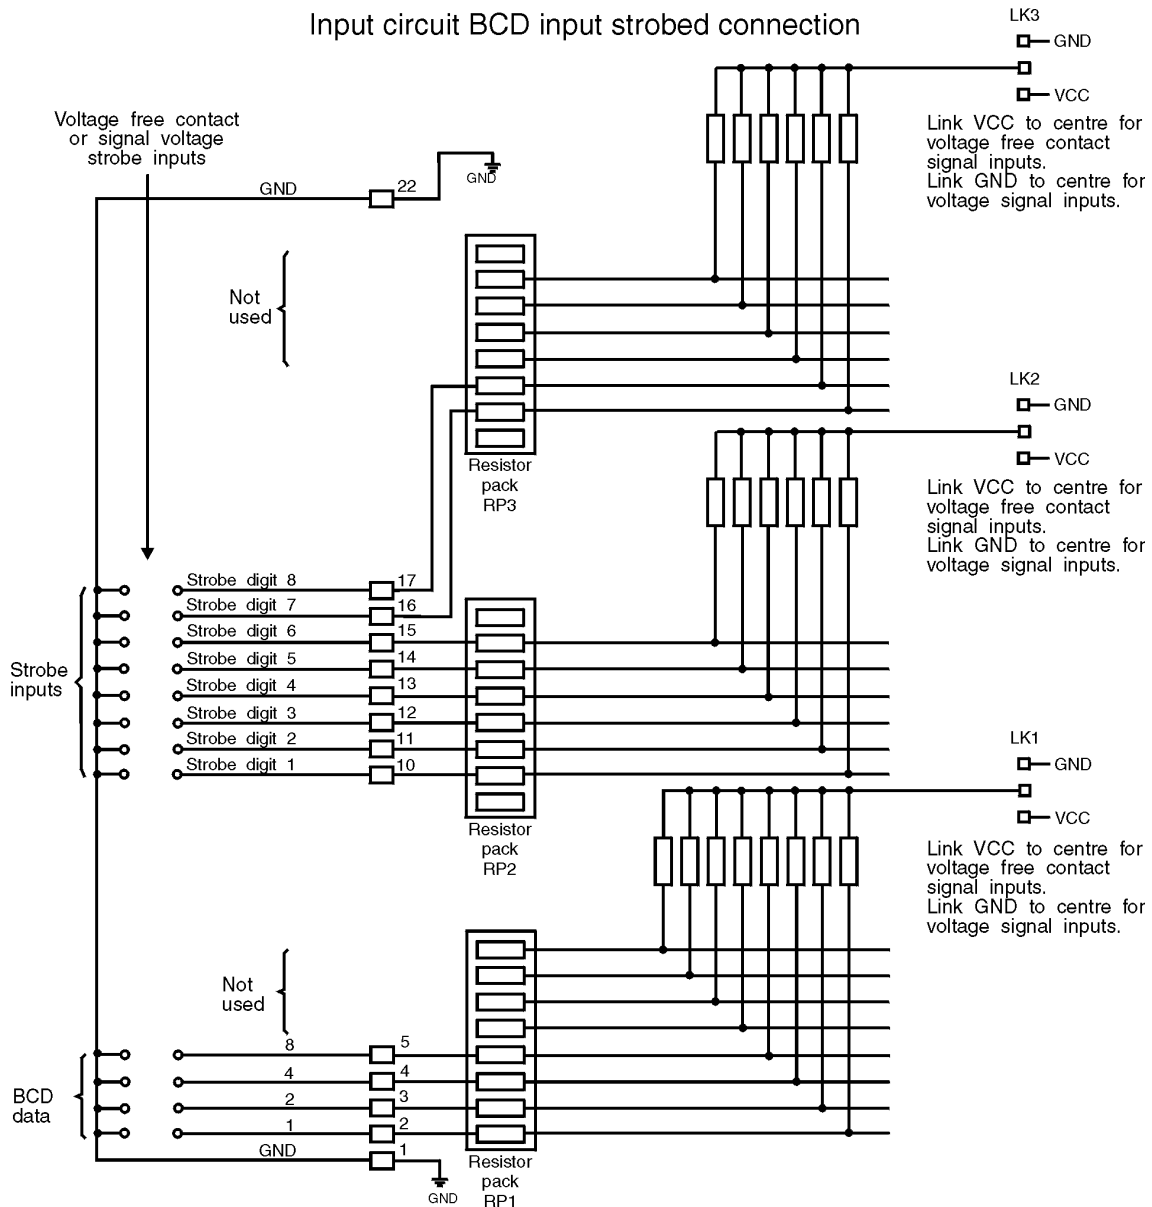 Input circuit BCD input strobed connection
LK3
GND
VCC
Link VCC to centre for
voltage free contact
signal inputs.
Link GND to centre for
voltage signal inputs.
Voltage free contact
or signal voltage
strobe inputs
GND
22
GND
Not
used
Resistor
pack
RP3
LK2
GND
VCC
Link VCC to centre for
voltage free contact
signal inputs.
Link GND to centre for
voltage signal inputs.
Strobe
inputs
Strobe digit 8 17
Strobe digit 7 16
Strobe digit 6 15
Strobe digit 5 14
Strobe digit 4 13
Strobe digit 3 12
Strobe digit 2 11
Strobe digit 1 10
Resistor
pack
RP2
LK1
GND
VCC
Link VCC to centre for
voltage free contact
signal inputs.
Link GND to centre for
voltage signal inputs.
Not
used
BCD
data
8 5
4 4
2 3
1 2
GND 1
GND
Resistor
pack
RP1